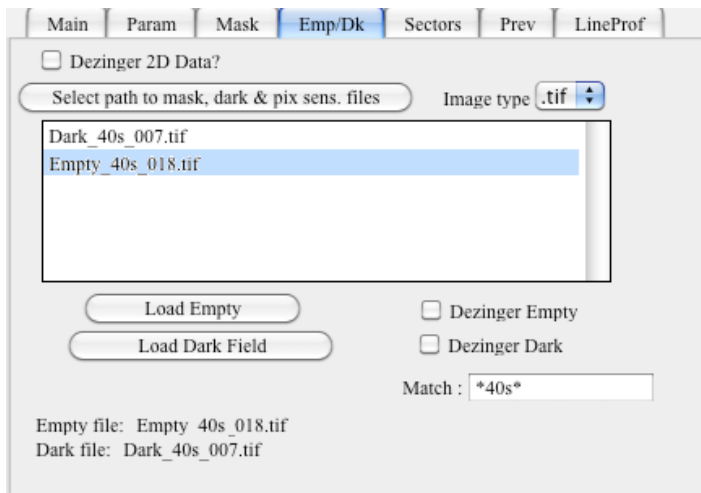 Main Param Mask Emp/Dk Sectors Prev LineProf
Dezinger 2D Data?
Select path to mask, dark & pix sens. files Image type .tif
Dark_40s_007.tif
Empty_40s_018.tif
Load Empty Dezinger Empty
Load Dark Field Dezinger Dark
Match : *40s*
Empty file: Empty_40s_018.tif
Dark file: Dark_40s_007.tif